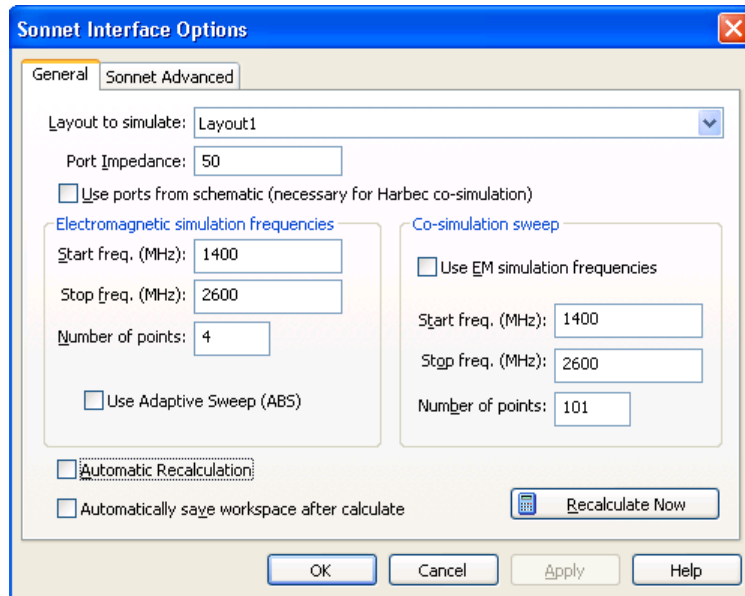 Sonnet Interface Options
General
Sonnet Advanced
Layout to simulate: Layout1
Port Impedance: 50
Use ports from schematic (necessary for Harbec co-simulation)
Electromagnetic simulation frequencies
Start freq. (MHz): 1400
Stop freq. (MHz): 2600
Number of points: 4
Use Adaptive Sweep (ABS)
Co-simulation sweep
Use EM simulation frequencies
Start freq. (MHz): 1400
Stop freq. (MHz): 2600
Number of points: 101
Automatic Recalculation
Automatically save workspace after calculate
Recalculate Now
OK
Cancel
Apply
Help